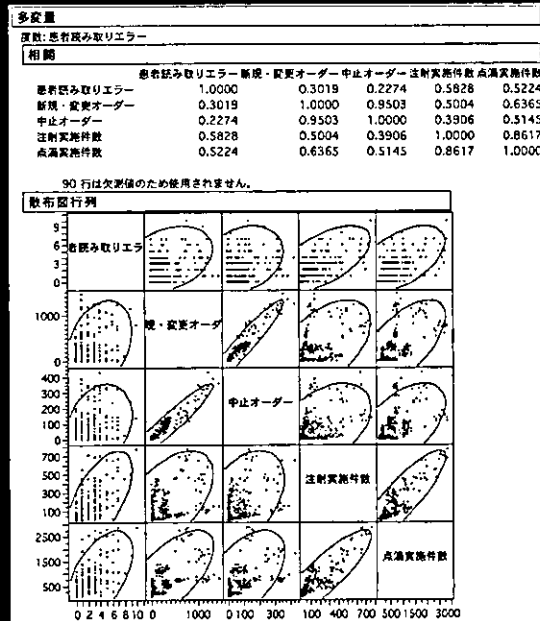 多変量
度数: 患者読み取りエラー
相関
患者読み取りエラー 新規・変更オーダー 中止オーダー 注射実施件数 点滴実施件数
患者読み取りエラー 1.0000 0.3019 0.2274 0.5828 0.5224
新規・変更オーダー 0.3019 1.0000 0.9503 0.5004 0.6365
中止オーダー 0.2274 0.9503 1.0000 0.3906 0.5145
注射実施件数 0.5828 0.5004 0.3906 1.0000 0.8617
点滴実施件数 0.5224 0.6365 0.5145 0.8617 1.0000
90 行は欠測値のため使用されません。
散布図行列
9
6
3
0
者読み取りエラ
1000
0
規・変更オーダ
400
300
200
100
0
中止オーダー
700
500
300
100
注射実施件数
2500
1500
500
点滴実施件数
0 2 4 6 8 10 0 1000 0 100 300 100 400 700 500 1500 3000